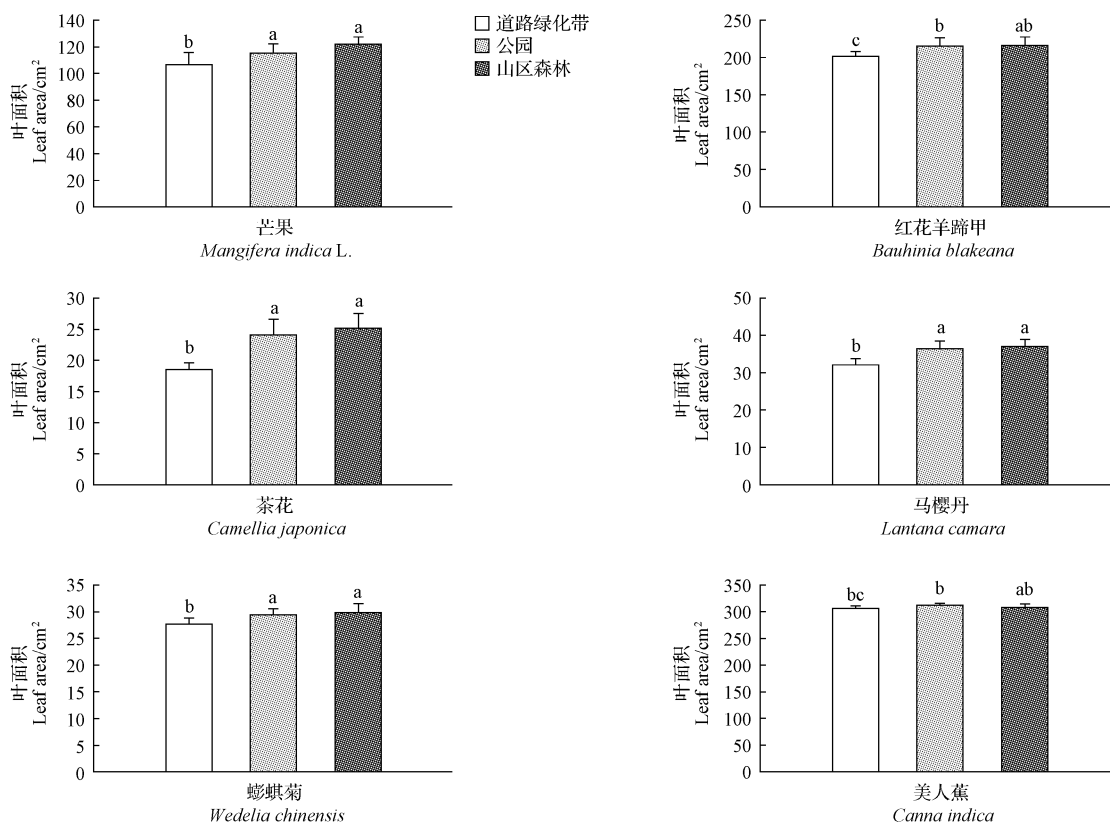 140
120
100
80
60
40
20
0
叶面积
Leaf area/cm²
b
a
a
芒果
Mangifera indica L.
道路绿化带
公园
山区森林
250
200
150
100
50
0
叶面积
Leaf area/cm²
c
b
ab
红花羊蹄甲
Bauhinia blakeana
30
25
20
15
10
5
0
叶面积
Leaf area/cm²
b
a
a
茶花
Camellia japonica
50
40
30
20
10
0
叶面积
Leaf area/cm²
b
a
a
马樱丹
Lantana camara
35
30
25
20
15
10
5
0
叶面积
Leaf area/cm²
b
a
a
蟛蜞菊
Wedelia chinensis
350
300
250
200
150
100
50
0
叶面积
Leaf area/cm²
bc
b
ab
美人蕉
Canna indica